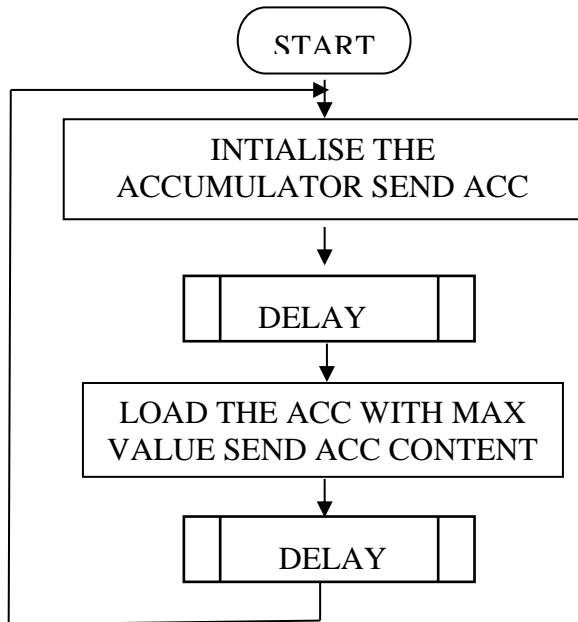 START
INTIALISE THE
ACCUMULATOR SEND ACC
DELAY
LOAD THE ACC WITH MAX
VALUE SEND ACC CONTENT
DELAY